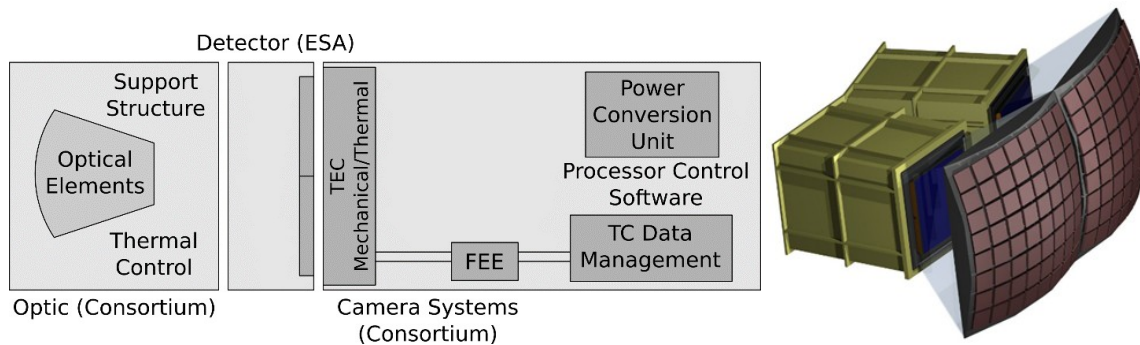 Detector (ESA)
Support
Structure
Optical
Elements
Thermal
Control
Optic (Consortium)
TEC
Mechanical/Thermal
Power
Conversion
Unit
Processor Control
Software
FEE
TC Data
Management
Camera Systems
(Consortium)